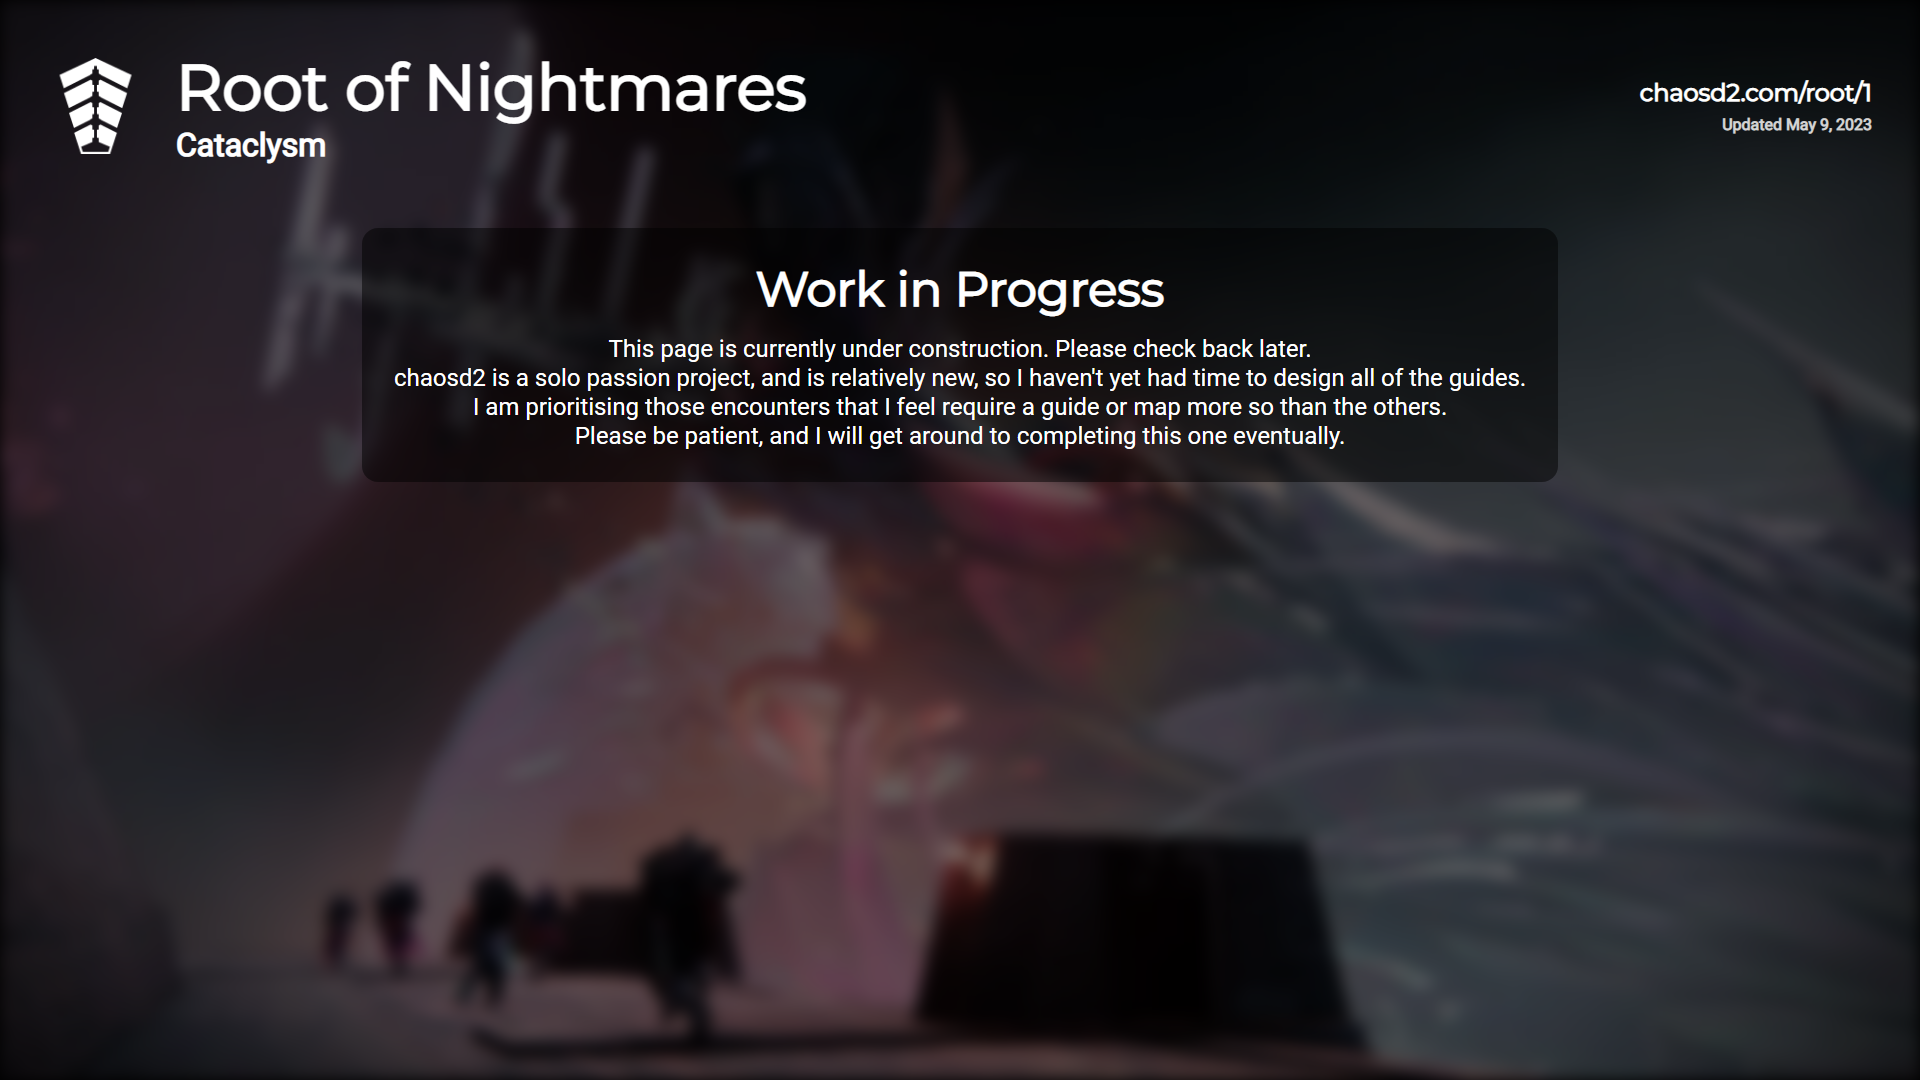 Root of Nightmares
Cataclysm
chaosd2.com/root/1
Updated May 9, 2023
Work in Progress
This page is currently under construction. Please check back later.
chaosd2 is a solo passion project, and is relatively new, so I haven't yet had time to design all of the guides.
I am prioritising those encounters that I feel require a guide or map more so than the others.
Please be patient, and I will get around to completing this one eventually.